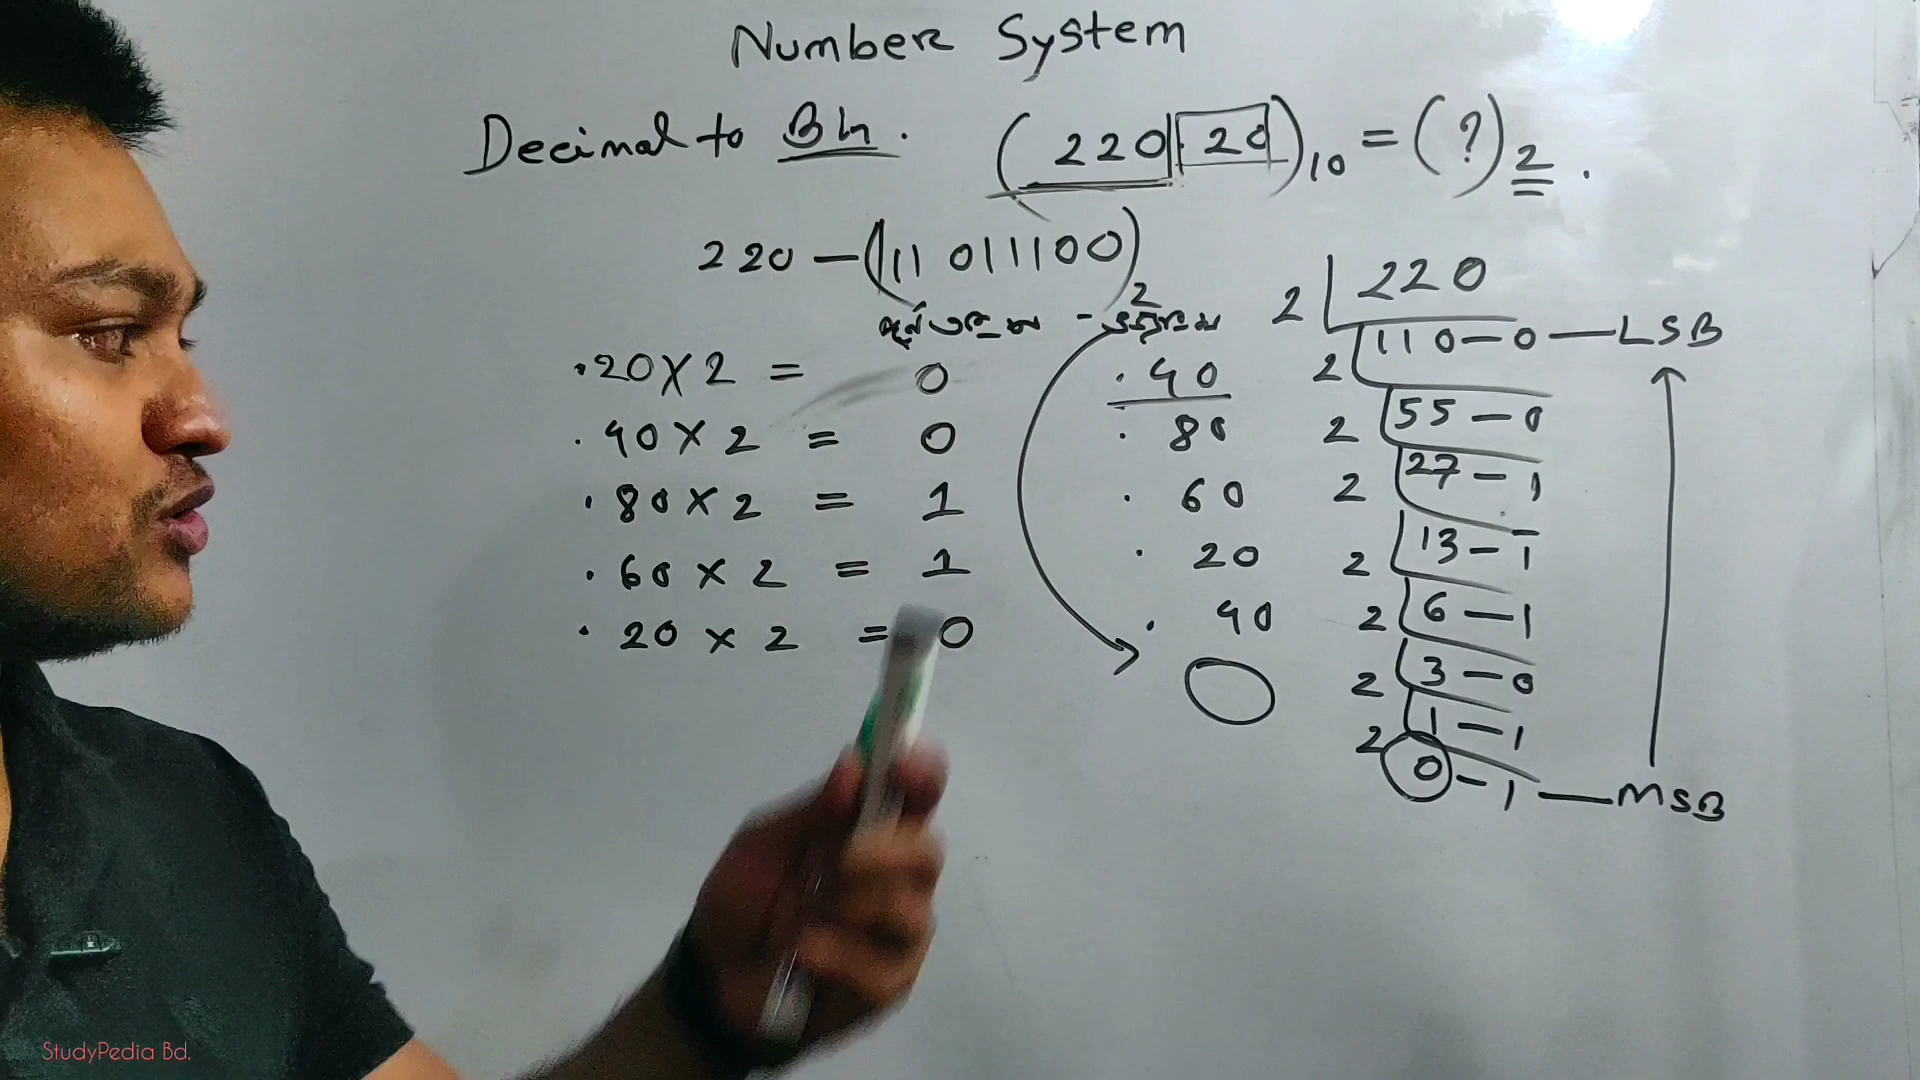 Number System
Decimal to Bin. (220.20)10 = (?)2.
220 – (11011100)2
পূর্ণ অংশ - ভগ্নাংশ
.20 X 2 = 0 .40
.40 X 2 = 0 .80
.80 X 2 = 1 .60
.60 X 2 = 1 .20
.20 X 2 = 0 .40
2 220
2 110 – 0 — LSB
2 55 – 0
2 27 – 1
2 13 – 1
2 6 – 1
2 3 – 0
2 1 – 1
0 – 1 — MSB
StudyPedia Bd.